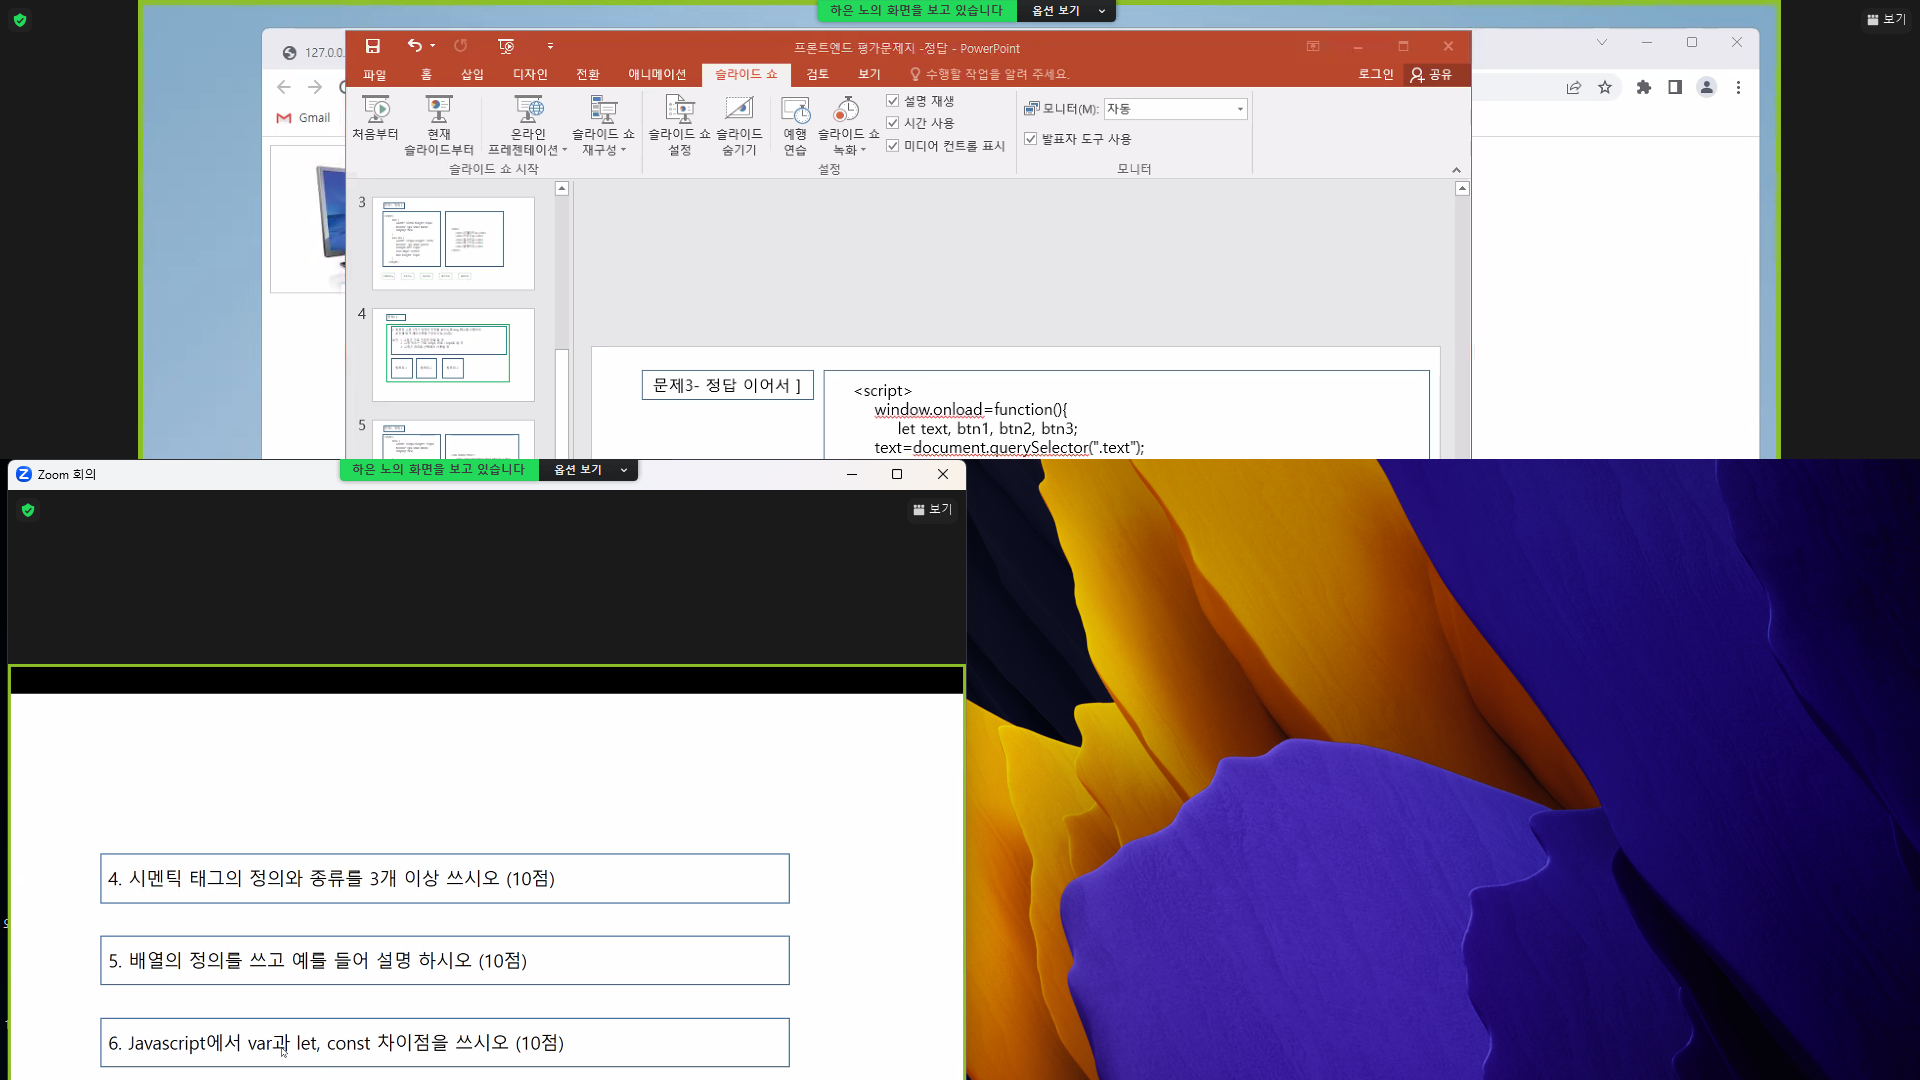 하은 노의 화면을 보고 있습니다 옵션 보기
보기
127.0.0.
프론트엔드 평가문제지 -정답 - PowerPoint
파일 홈 삽입 디자인 전환 애니메이션 슬라이드 쇼 검토 보기 수행할 작업을 알려 주세요. 로그인 공유
Gmail
처음부터
현재
슬라이드부터
온라인
프레젠테이션
슬라이드 쇼
재구성
슬라이드 쇼
설정
슬라이드
숨기기
예행
연습
슬라이드 쇼
녹화
설명 재생
시간 사용
미디어 컨트롤 표시
모니터(M): 자동
발표자 도구 사용
슬라이드 쇼 시작
설정
모니터
3
4
5
문제3- 정답 이어서 ]
<script>
window.onload=function(){
let text, btn1, btn2, btn3;
text=document.querySelector(".text");
Zoom 회의
하은 노의 화면을 보고 있습니다 옵션 보기
보기
4. 시멘틱 태그의 정의와 종류를 3개 이상 쓰시오 (10점)
5. 배열의 정의를 쓰고 예를 들어 설명 하시오 (10점)
6. Javascript에서 var과 let, const 차이점을 쓰시오 (10점)